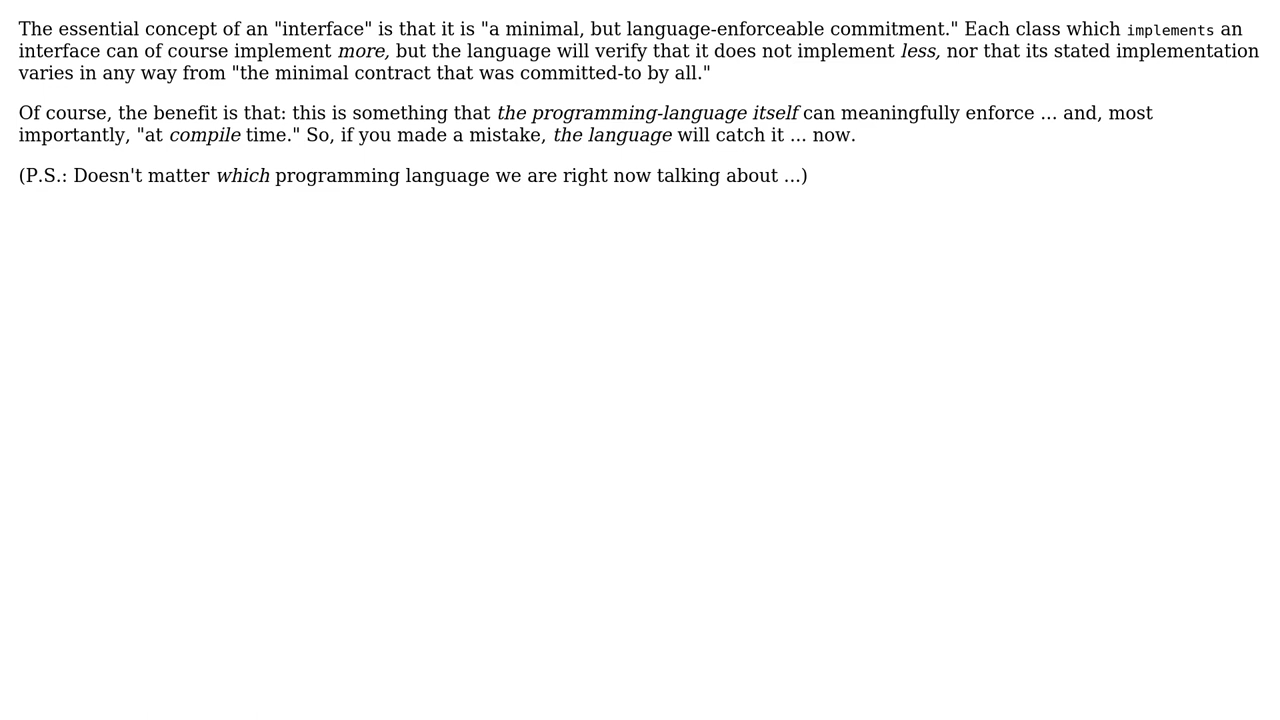 The essential concept of an "interface" is that it is "a minimal, but language-enforceable commitment." Each class which implements an
interface can of course implement more, but the language will verify that it does not implement less, nor that its stated implementation
varies in any way from "the minimal contract that was committed-to by all."
Of course, the benefit is that: this is something that the programming-language itself can meaningfully enforce ... and, most
importantly, "at compile time." So, if you made a mistake, the language will catch it ... now.
(P.S.: Doesn't matter which programming language we are right now talking about ...)